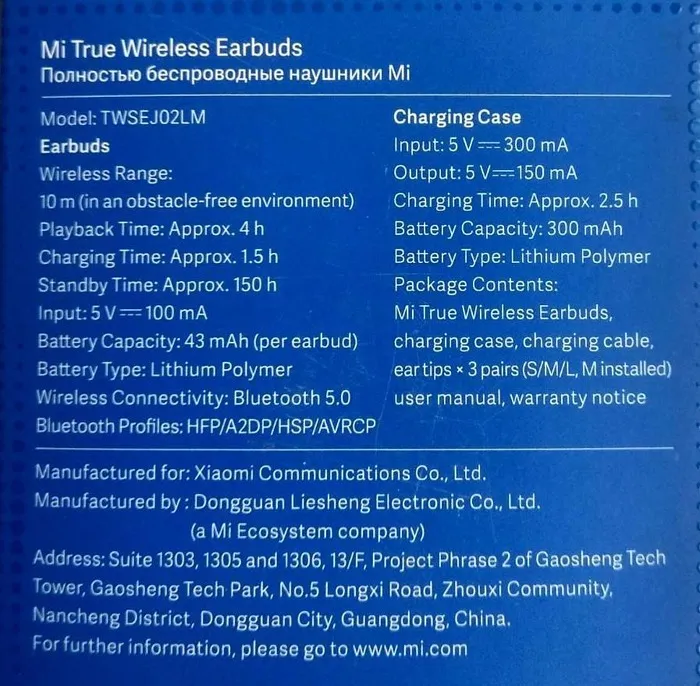 Mi True Wireless Earbuds
Полностью беспроводные наушники Mi
Model: TWSEJ02LM
Earbuds
Wireless Range:
10 m (in an obstacle-free environment)
Playback Time: Approx. 4 h
Charging Time: Approx. 1.5 h
Standby Time: Approx. 150 h
Input: 5 V⎓100 mA
Battery Capacity: 43 mAh (per earbud)
Battery Type: Lithium Polymer
Wireless Connectivity: Bluetooth 5.0
Bluetooth Profiles: HFP/A2DP/HSP/AVRCP
Charging Case
Input: 5 V⎓300 mA
Output: 5 V⎓150 mA
Charging Time: Approx. 2.5 h
Battery Capacity: 300 mAh
Battery Type: Lithium Polymer
Package Contents:
Mi True Wireless Earbuds,
charging case, charging cable,
ear tips × 3 pairs (S/M/L, M installed)
user manual, warranty notice
Manufactured for: Xiaomi Communications Co., Ltd.
Manufactured by : Dongguan Liesheng Electronic Co., Ltd.
(a Mi Ecosystem company)
Address: Suite 1303, 1305 and 1306, 13/F, Project Phrase 2 of Gaosheng Tech
Tower, Gaosheng Tech Park, No.5 Longxi Road, Zhouxi Community,
Nancheng District, Dongguan City, Guangdong, China.
For further information, please go to www.mi.com